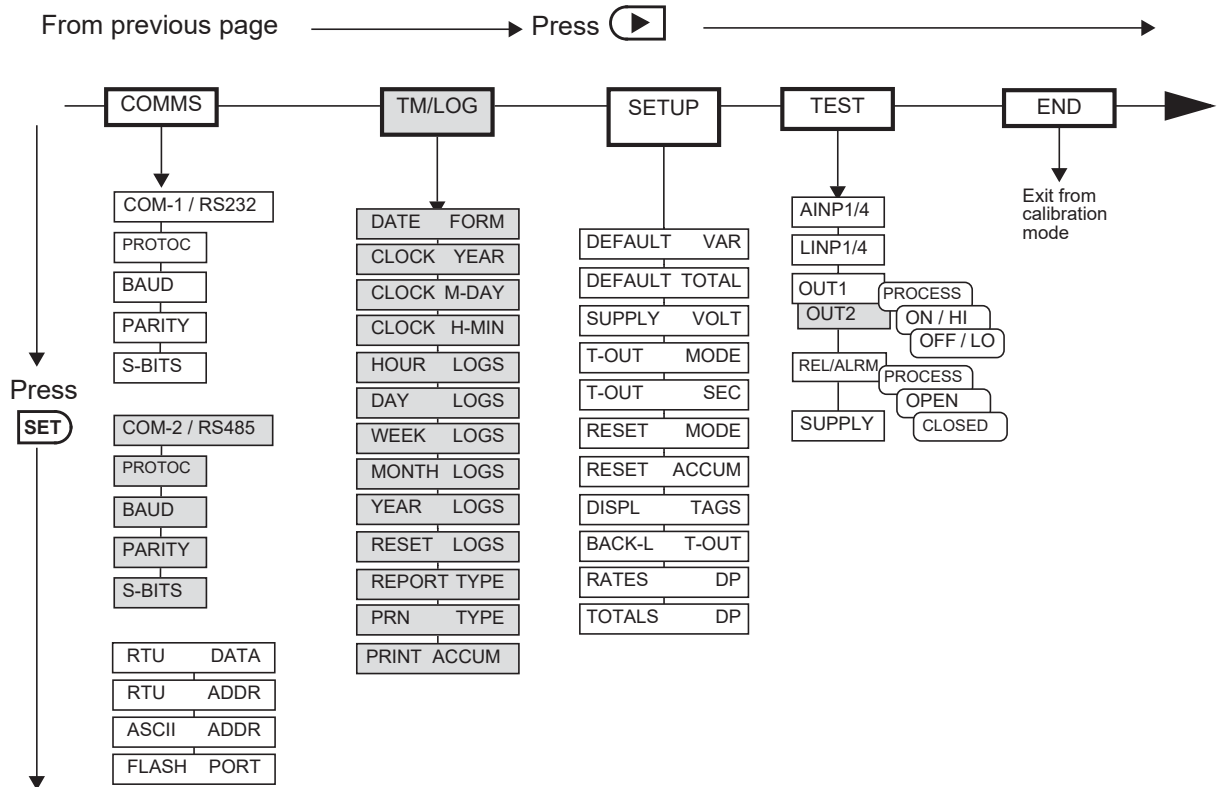 From previous page
Press
COMMS
TM/LOG
SETUP
TEST
END
Press
SET
COM-1 / RS232
PROTOC
BAUD
PARITY
S-BITS
COM-2 / RS485
PROTOC
BAUD
PARITY
S-BITS
RTU DATA
RTU ADDR
ASCII ADDR
FLASH PORT
DATE FORM
CLOCK YEAR
CLOCK M-DAY
CLOCK H-MIN
HOUR LOGS
DAY LOGS
WEEK LOGS
MONTH LOGS
YEAR LOGS
RESET LOGS
REPORT TYPE
PRN TYPE
PRINT ACCUM
DEFAULT VAR
DEFAULT TOTAL
SUPPLY VOLT
T-OUT MODE
T-OUT SEC
RESET MODE
RESET ACCUM
DISPL TAGS
BACK-L T-OUT
RATES DP
TOTALS DP
AINP1/4
LINP1/4
OUT1
OUT2
PROCESS
ON / HI
OFF / LO
REL/ALRM
PROCESS
OPEN
CLOSED
SUPPLY
Exit from
calibration
mode